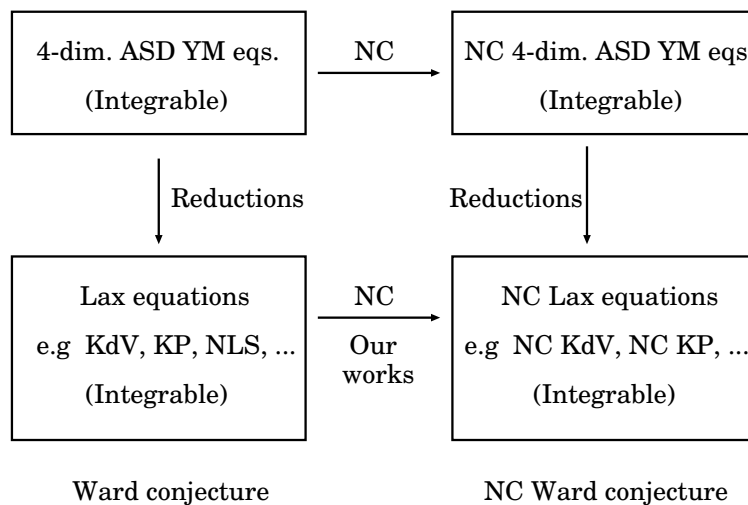 4-dim. ASD YM eqs.
(Integrable)
NC
NC 4-dim. ASD YM eqs
(Integrable)
Reductions
Reductions
Lax equations
e.g KdV, KP, NLS, ...
(Integrable)
NC
Our
works
NC Lax equations
e.g NC KdV, NC KP, ...
(Integrable)
Ward conjecture
NC Ward conjecture